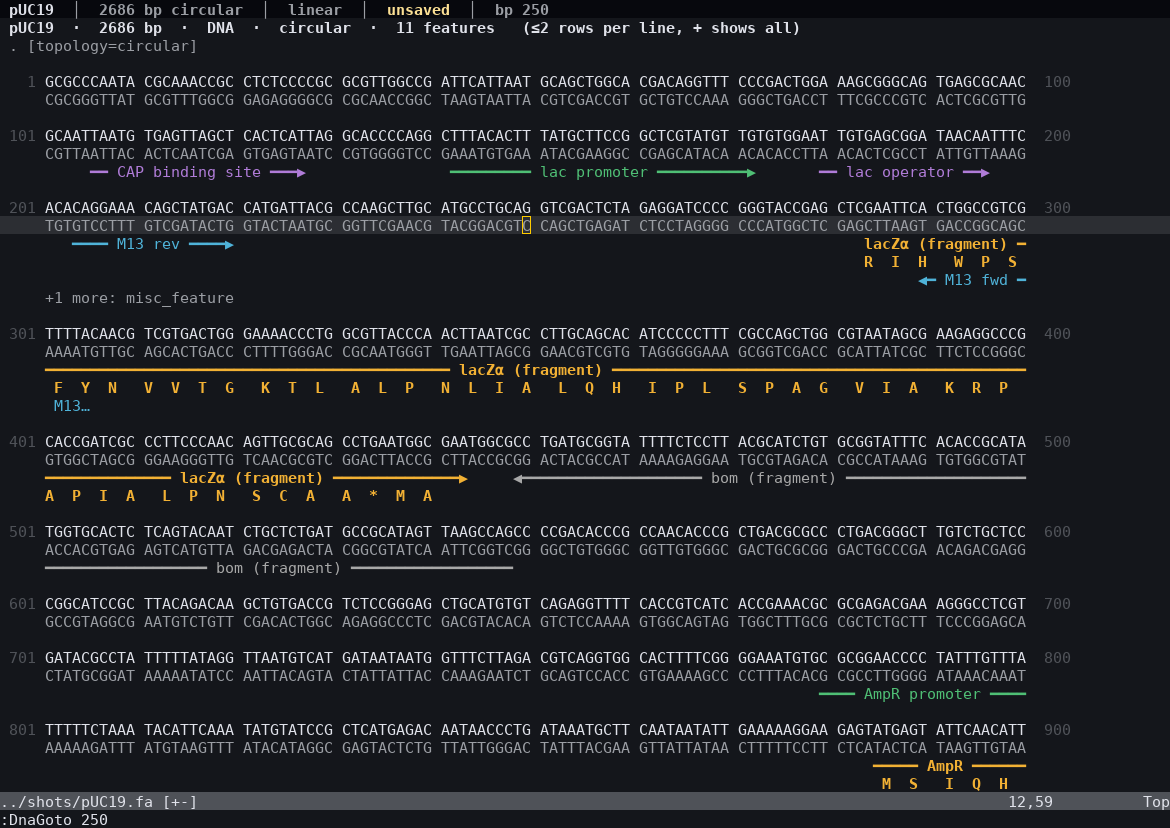 pUC19 │ 2686 bp circular │ linear │ unsaved │ bp 250
pUC19 · 2686 bp · DNA · circular · 11 features (≤2 rows per line, + shows all)
. [topology=circular]
1 GCGCCCAATA CGCAAACCGC CTCTCCCCGC GCGTTGGCCG ATTCATTAAT GCAGCTGGCA CGACAGGTTT CCCGACTGGA AAGCGGGCAG TGAGCGCAAC 100
CGCGGGTTAT GCGTTTGGCG GAGAGGGGCG CGCAACCGGC TAAGTAATTA CGTCGACCGT GCTGTCCAAA GGGCTGACCT TTCGCCCGTC ACTCGCGTTG
101 GCAATTAATG TGAGTTAGCT CACTCATTAG GCACCCCAGG CTTTACACTT TATGCTTCCG GCTCGTATGT TGTGTGGAAT TGTGAGCGGA TAACAATTTC 200
CGTTAATTAC ACTCAATCGA GTGAGTAATC CGTGGGGTCC GAAATGTGAA ATACGAAGGC CGAGCATACA ACACACCTTA ACACTCGCCT ATTGTTAAAG
CAP binding site lac promoter lac operator
201 ACACAGGAAA CAGCTATGAC CATGATTACG CCAAGCTTGC ATGCCTGCAG GTCGACTCTA GAGGATCCCC GGGTACCGAG CTCGAATTCA CTGGCCGTCG 300
TGTGTCCTTT GTCGATACTG GTACTAATGC GGTTCGAACG TACGGACGTC CAGCTGAGAT CTCCTAGGGG CCCATGGCTC GAGCTTAAGT GACCGGCAGC
M13 rev lacZα (fragment)
R I H W P S
M13 fwd
+1 more: misc_feature
301 TTTTACAACG TCGTGACTGG GAAAACCCTG GCGTTACCCA ACTTAATCGC CTTGCAGCAC ATCCCCCTTT CGCCAGCTGG CGTAATAGCG AAGAGGCCCG 400
AAAATGTTGC AGCACTGACC CTTTTGGGAC CGCAATGGGT TGAATTAGCG GAACGTCGTG TAGGGGGAAA GCGGTCGACC GCATTATCGC TTCTCCGGGC
lacZα (fragment)
F Y N V V T G K T L A L P N L I A L Q H I P L S P A G V I A K R P
M13…
401 CACCGATCGC CCTTCCCAAC AGTTGCGCAG CCTGAATGGC GAATGGCGCC TGATGCGGTA TTTTCTCCTT ACGCATCTGT GCGGTATTTC ACACCGCATA 500
GTGGCTAGCG GGAAGGGTTG TCAACGCGTC GGACTTACCG CTTACCGCGG ACTACGCCAT AAAAGAGGAA TGCGTAGACA CGCCATAAAG TGTGGCGTAT
lacZα (fragment) bom (fragment)
A P I A L P N S C A A * M A
501 TGGTGCACTC TCAGTACAAT CTGCTCTGAT GCCGCATAGT TAAGCCAGCC CCGACACCCG CCAACACCCG CTGACGCGCC CTGACGGGCT TGTCTGCTCC 600
ACCACGTGAG AGTCATGTTA GACGAGACTA CGGCGTATCA ATTCGGTCGG GGCTGTGGGC GGTTGTGGGC GACTGCGCGG GACTGCCCGA ACAGACGAGG
bom (fragment)
601 CGGCATCCGC TTACAGACAA GCTGTGACCG TCTCCGGGAG CTGCATGTGT CAGAGGTTTT CACCGTCATC ACCGAAACGC GCGAGACGAA AGGGCCTCGT 700
GCCGTAGGCG AATGTCTGTT CGACACTGGC AGAGGCCCTC GACGTACACA GTCTCCAAAA GTGGCAGTAG TGGCTTTGCG CGCTCTGCTT TCCCGGAGCA
701 GATACGCCTA TTTTTATAGG TTAATGTCAT GATAATAATG GTTTCTTAGA CGTCAGGTGG CACTTTTCGG GGAAATGTGC GCGGAACCCC TATTTGTTTA 800
CTATGCGGAT AAAAATATCC AATTACAGTA CTATTATTAC CAAAGAATCT GCAGTCCACC GTGAAAAGCC CCTTTACACG CGCCTTGGGG ATAAACAAAT
AmpR promoter
801 TTTTTCTAAA TACATTCAAA TATGTATCCG CTCATGAGAC AATAACCCTG ATAAATGCTT CAATAATATT GAAAAAGGAA GAGTATGAGT ATTCAACATT 900
AAAAAGATTT ATGTAAGTTT ATACATAGGC GAGTACTCTG TTATTGGGAC TATTTACGAA GTTATTATAA CTTTTTCCTT CTCATACTCA TAAGTTGTAA
AmpR
M S I Q H
../shots/pUC19.fa [+-] 12,59 Top
:DnaGoto 250